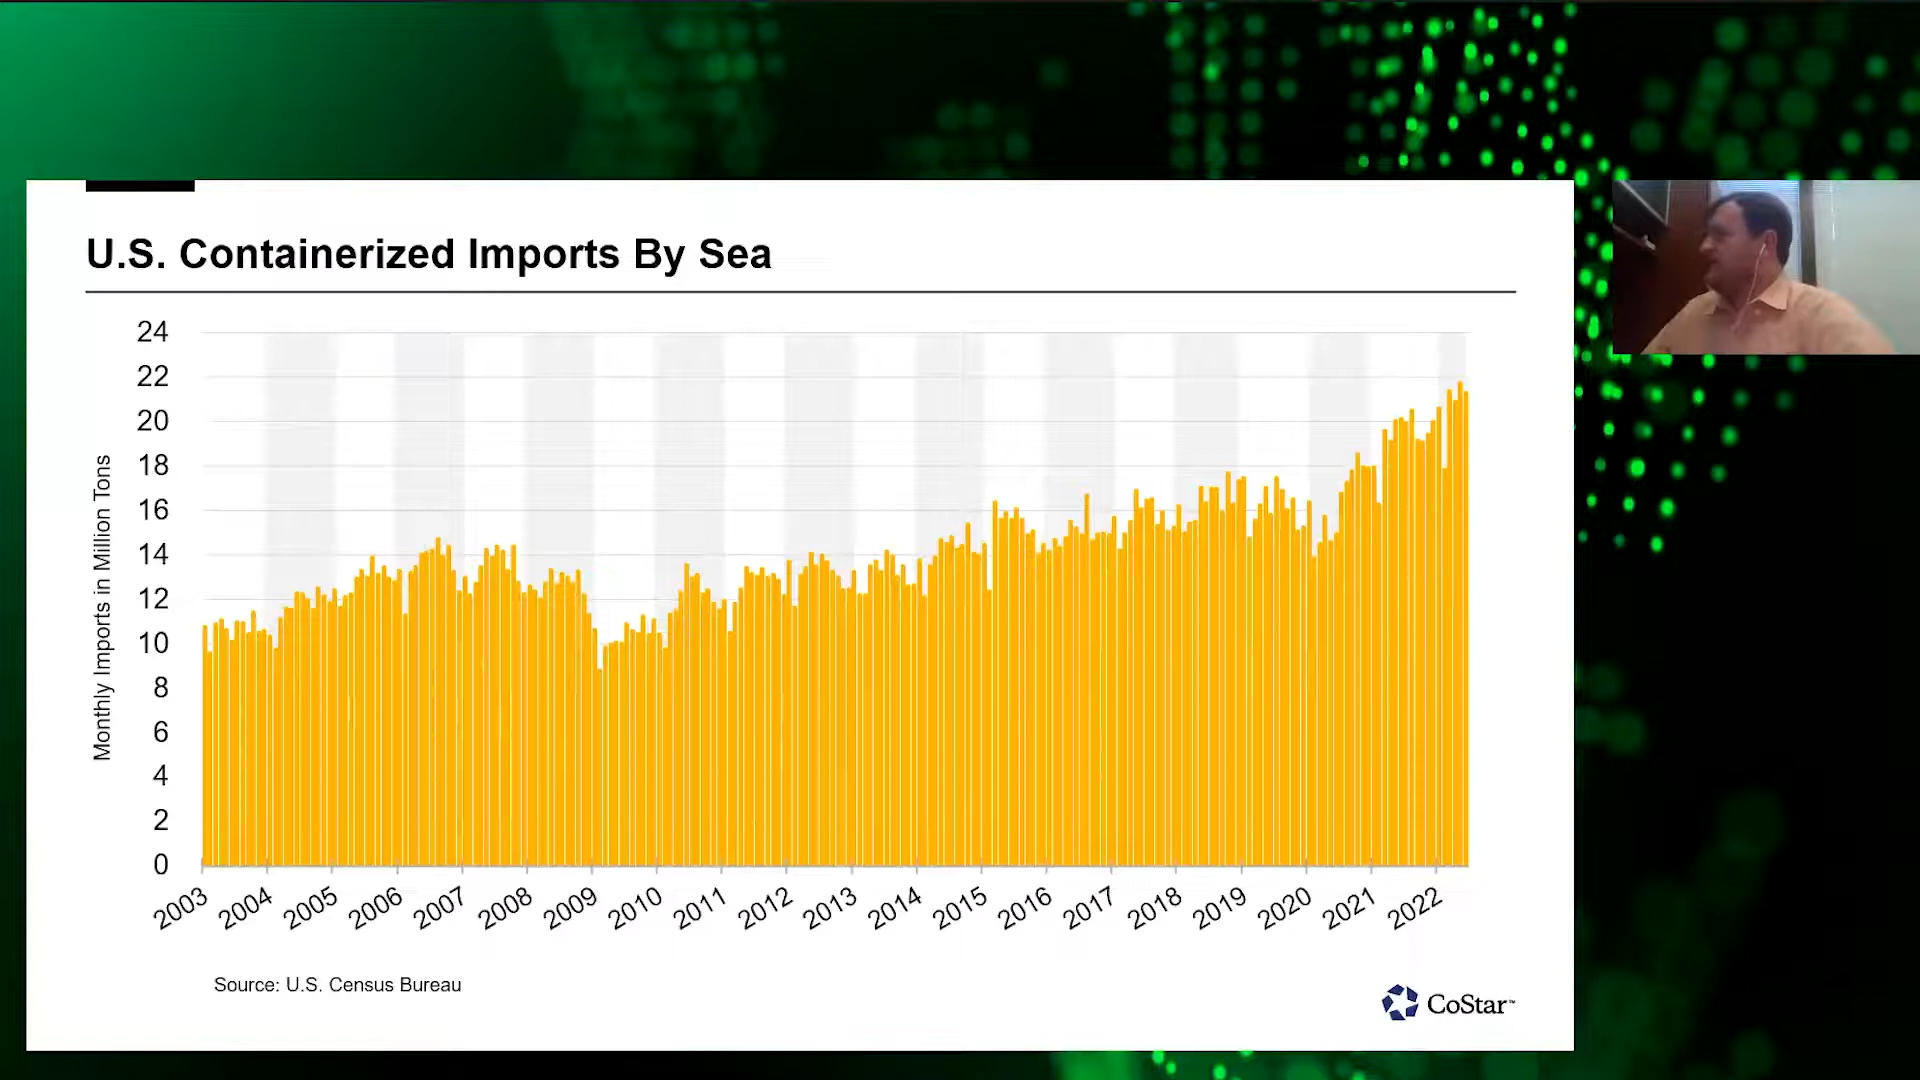 U.S. Containerized Imports By Sea
Monthly Imports in Million Tons
24
22
20
18
16
14
12
10
8
6
4
2
0
2003 2004 2005 2006 2007 2008 2009 2010 2011 2012 2013 2014 2015 2016 2017 2018 2019 2020 2021 2022
Source: U.S. Census Bureau
CoStar™